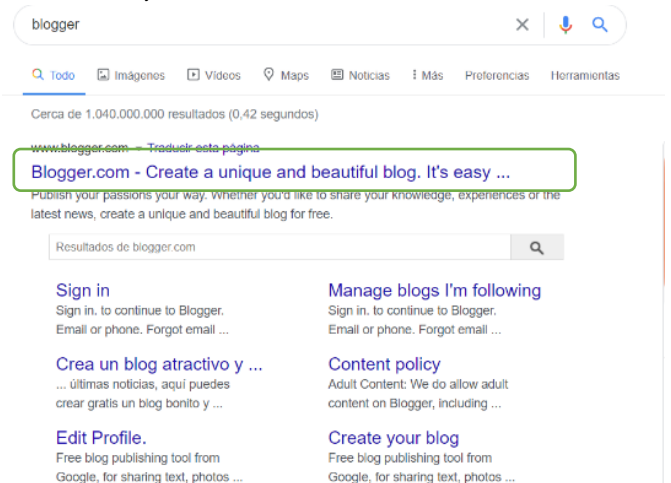 blogger
Todo Imágenes Vídeos Maps Noticias Más Preferencias Herramientas
Cerca de 1.040.000.000 resultados (0,42 segundos)
www.blogger.com Traducir esta página
Blogger.com - Create a unique and beautiful blog. It's easy ...
Publish your passions your way. Whether you'd like to share your knowledge, experiences or the
latest news, create a unique and beautiful blog for free.
Resultados de blogger.com
Sign in
Sign in. to continue to Blogger.
Email or phone. Forgot email ...
Manage blogs I'm following
Sign in. to continue to Blogger.
Email or phone. Forgot email ...
Crea un blog atractivo y ...
... últimas noticias, aquí puedes
crear gratis un blog bonito y ...
Content policy
Adult Content: We do allow adult
content on Blogger, including ...
Edit Profile.
Free blog publishing tool from
Google, for sharing text, photos ...
Create your blog
Free blog publishing tool from
Google, for sharing text, photos ...